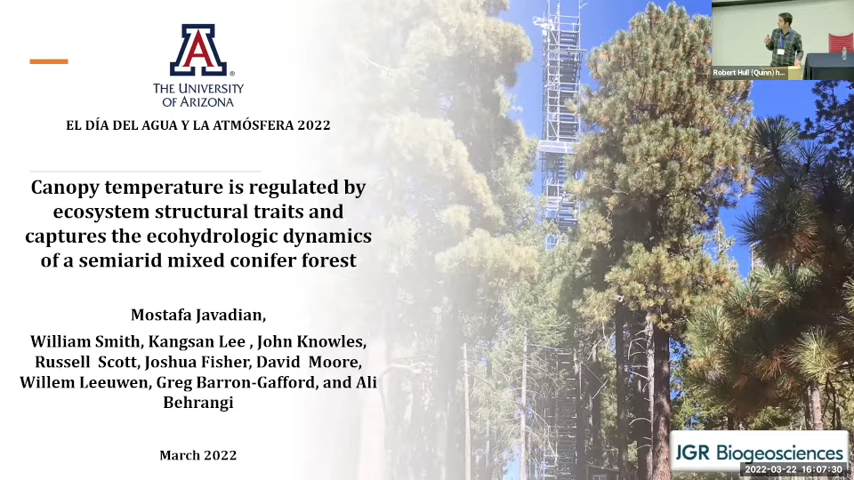 THE UNIVERSITY
OF ARIZONA
EL DÍA DEL AGUA Y LA ATMÓSFERA 2022
Canopy temperature is regulated by
ecosystem structural traits and
captures the ecohydrologic dynamics
of a semiarid mixed conifer forest
Mostafa Javadian,
William Smith, Kangsan Lee , John Knowles,
Russell Scott, Joshua Fisher, David Moore,
Willem Leeuwen, Greg Barron-Gafford, and Ali
Behrangi
March 2022
Robert Hull (Quinn) h...
JGR Biogeosciences
2022-03-22 16:07:30